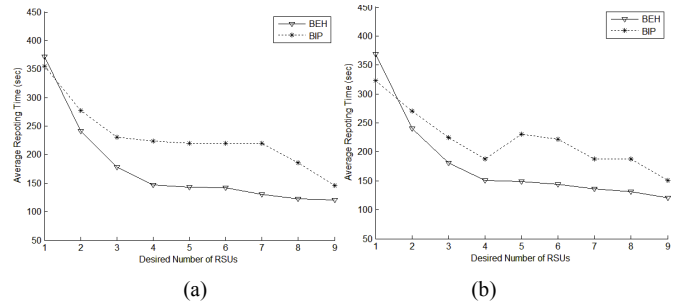 450
400
350
300
250
200
150
100
50
Average Repoting Time (sec)
BEH
BIP
1 2 3 4 5 6 7 8 9
Desired Number of RSUs
(a)
450
400
350
300
250
200
150
100
50
Average Repoting Time (sec)
BEH
BIP
1 2 3 4 5 6 7 8 9
Desired Number of RSUs
(b)